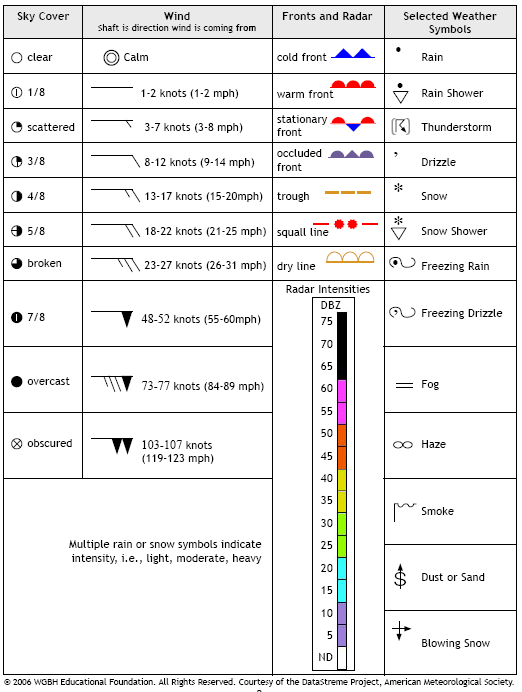 Sky Cover
Wind
Shaft is direction wind is coming from
Fronts and Radar
Selected Weather
Symbols
clear
Calm
cold front
Rain
1/8
1-2 knots (1-2 mph)
warm front
Rain Shower
scattered
3-7 knots (3-8 mph)
stationary
front
Thunderstorm
3/8
8-12 knots (9-14 mph)
occluded
front
Drizzle
4/8
13-17 knots (15-20mph)
trough
Snow
5/8
18-22 knots (21-25 mph)
squall line
Snow Shower
broken
23-27 knots (26-31 mph)
dry line
Freezing Rain
7/8
48-52 knots (55-60mph)
Freezing Drizzle
overcast
73-77 knots (84-89 mph)
Fog
obscured
103-107 knots
(119-123 mph)
Haze
Radar Intensities
DBZ
75
70
65
60
55
50
45
40
35
30
25
20
15
10
5
ND
Smoke
Dust or Sand
Blowing Snow
Multiple rain or snow symbols indicate
intensity, i.e., light, moderate, heavy
© 2006 WGBH Educational Foundation. All Rights Reserved. Courtesy of the DataStreme Project, American Meteorological Society.